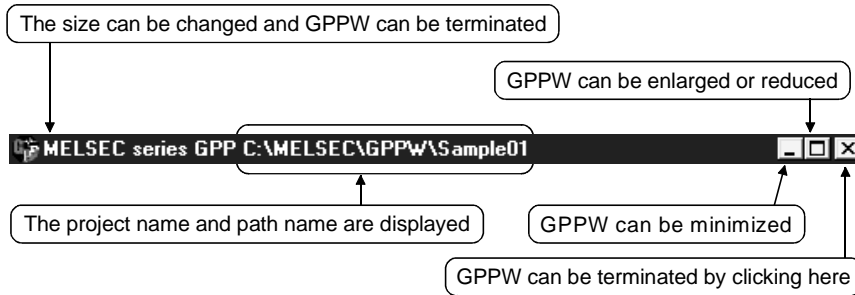 The size can be changed and GPPW can be terminated
GPPW can be enlarged or reduced
MELSEC series GPP C:\MELSEC\GPPW\Sample01
The project name and path name are displayed
GPPW can be minimized
GPPW can be terminated by clicking here